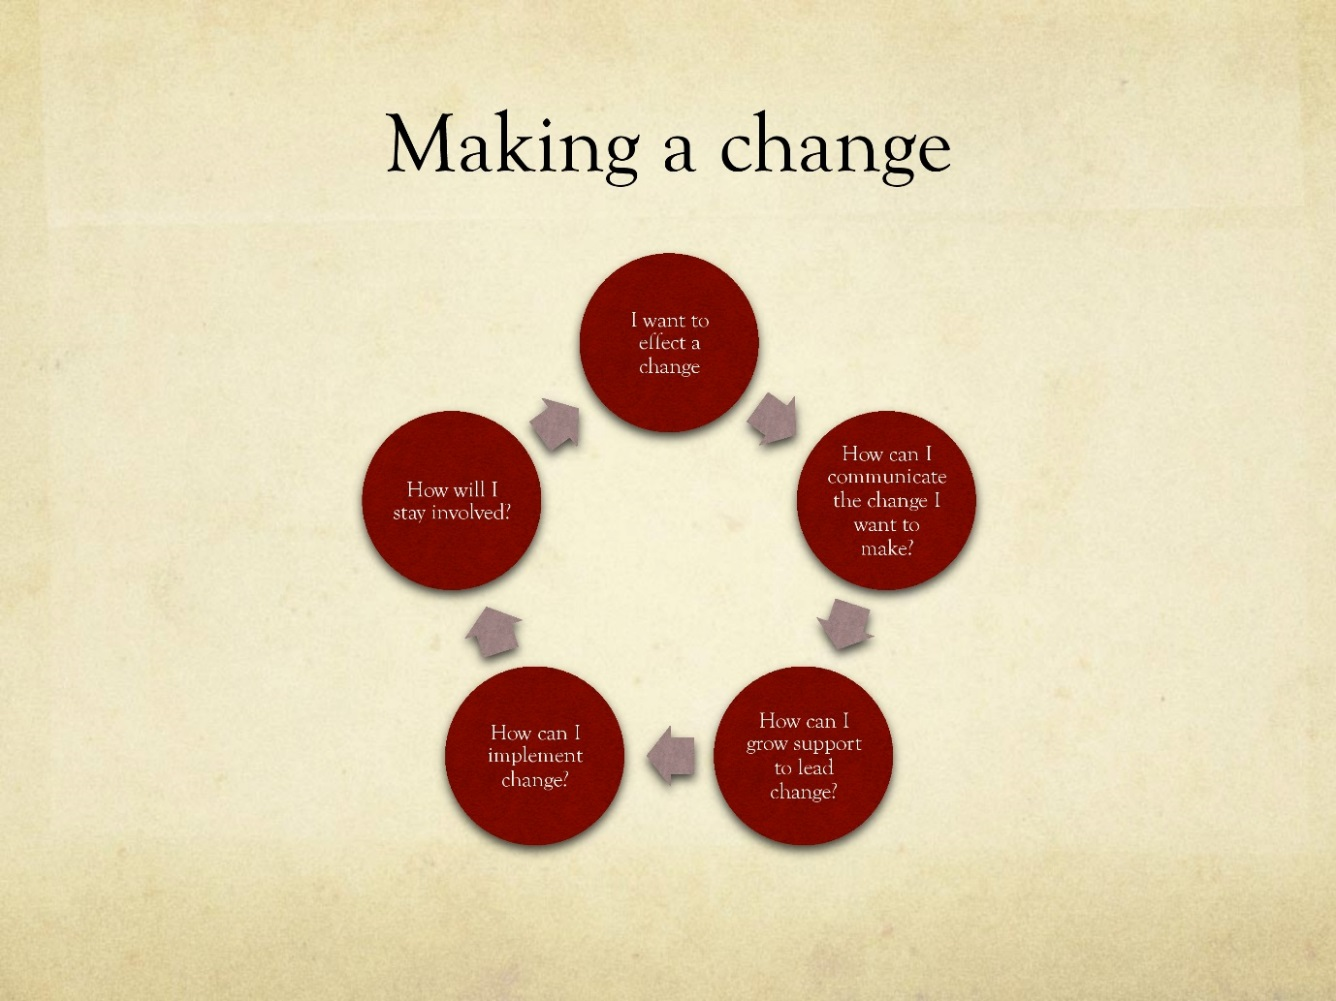 Making a change
I want to
effect a
change
How can I
communicate
the change I
want to
make?
How can I
grow support
to lead
change?
How can I
implement
change?
How will I
stay involved?